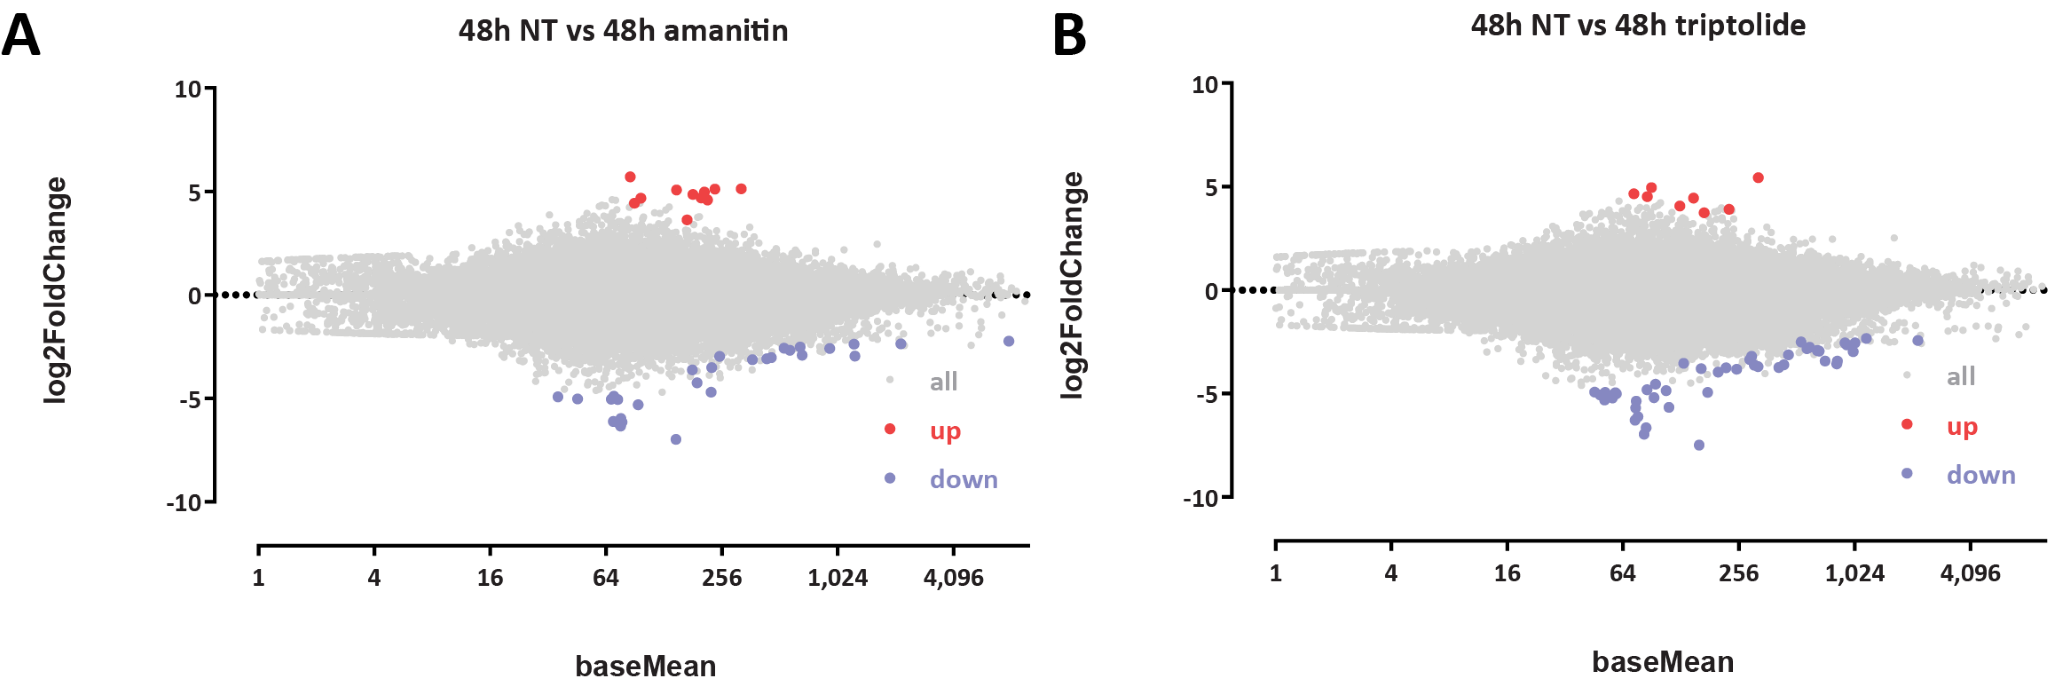 A
48h NT vs 48h amanitin
10
5
0
-5
-10
log2FoldChange
all
up
down
1 4 16 64 256 1,024 4,096
baseMean
B
48h NT vs 48h triptolide
10
5
0
-5
-10
log2FoldChange
all
up
down
1 4 16 64 256 1,024 4,096
baseMean